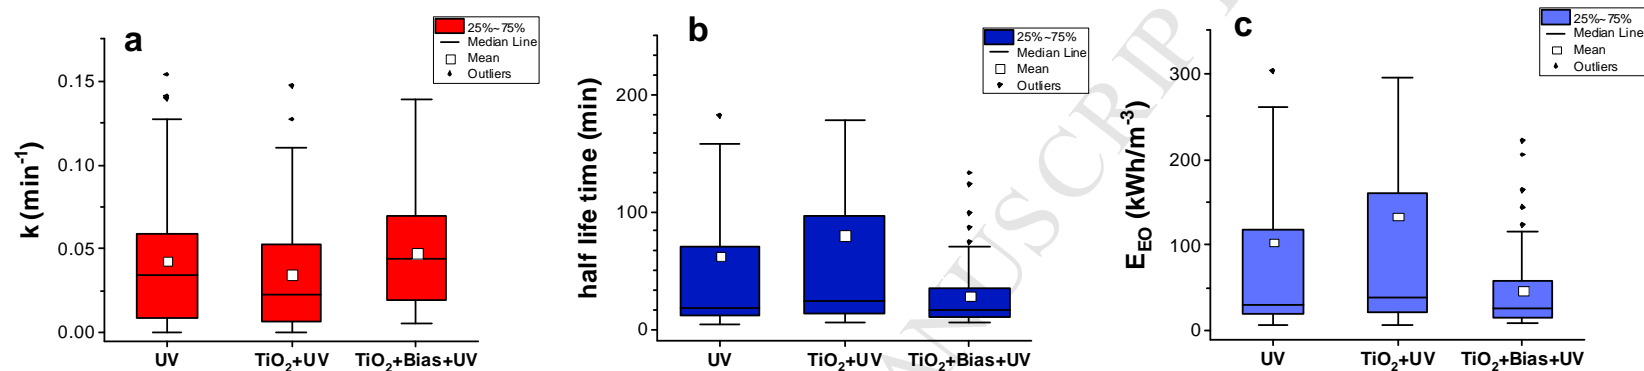 a
25%~75%
Median Line
Mean
Outliers
0.15
0.10
0.05
0.00
k (min⁻¹)
UV
TiO₂+UV
TiO₂+Bias+UV
b
25%~75%
Median Line
Mean
Outliers
200
100
0
half life time (min)
UV
TiO₂+UV
TiO₂+Bias+UV
c
25%~75%
Median Line
Mean
Outliers
300
200
100
0
E_EO (kWh/m⁻³)
UV
TiO₂+UV
TiO₂+Bias+UV
ANUSCRIP